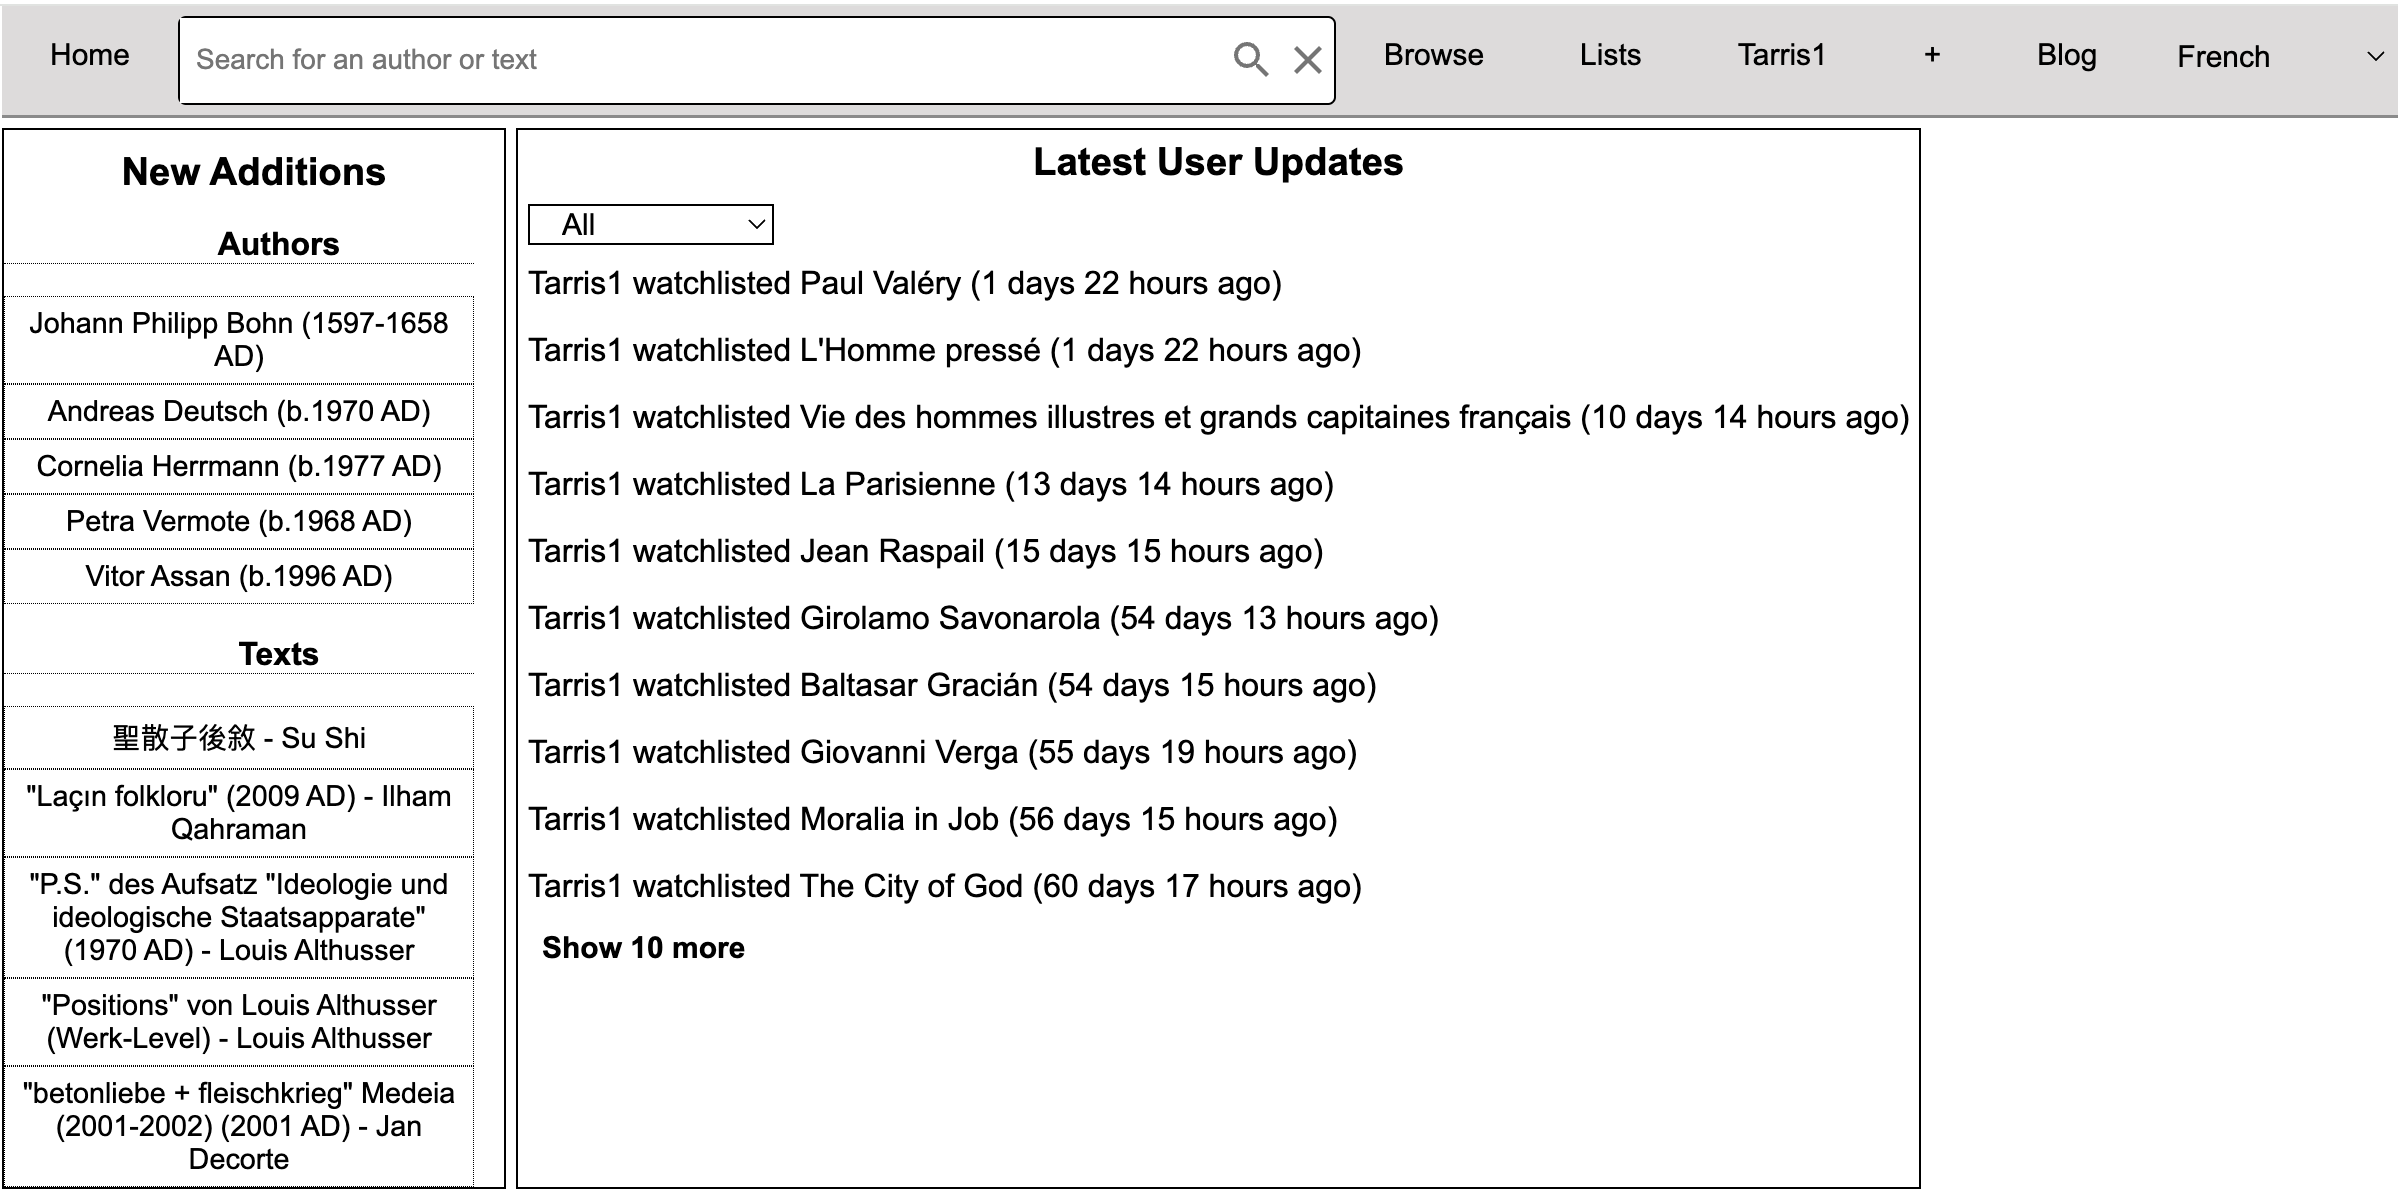 Home
Search for an author or text
Browse
Lists
Tarris1
+
Blog
French
New Additions
Authors
Johann Philipp Bohn (1597-1658
AD)
Andreas Deutsch (b.1970 AD)
Cornelia Herrmann (b.1977 AD)
Petra Vermote (b.1968 AD)
Vitor Assan (b.1996 AD)
Texts
聖散子後敘 - Su Shi
"Laçın folkloru" (2009 AD) - Ilham
Qahraman
"P.S." des Aufsatz "Ideologie und
ideologische Staatsapparate"
(1970 AD) - Louis Althusser
"Positions" von Louis Althusser
(Werk-Level) - Louis Althusser
"betonliebe + fleischkrieg" Medeia
(2001-2002) (2001 AD) - Jan
Decorte
Latest User Updates
All
Tarris1 watchlisted Paul Valéry (1 days 22 hours ago)
Tarris1 watchlisted L'Homme pressé (1 days 22 hours ago)
Tarris1 watchlisted Vie des hommes illustres et grands capitaines français (10 days 14 hours ago)
Tarris1 watchlisted La Parisienne (13 days 14 hours ago)
Tarris1 watchlisted Jean Raspail (15 days 15 hours ago)
Tarris1 watchlisted Girolamo Savonarola (54 days 13 hours ago)
Tarris1 watchlisted Baltasar Gracián (54 days 15 hours ago)
Tarris1 watchlisted Giovanni Verga (55 days 19 hours ago)
Tarris1 watchlisted Moralia in Job (56 days 15 hours ago)
Tarris1 watchlisted The City of God (60 days 17 hours ago)
Show 10 more